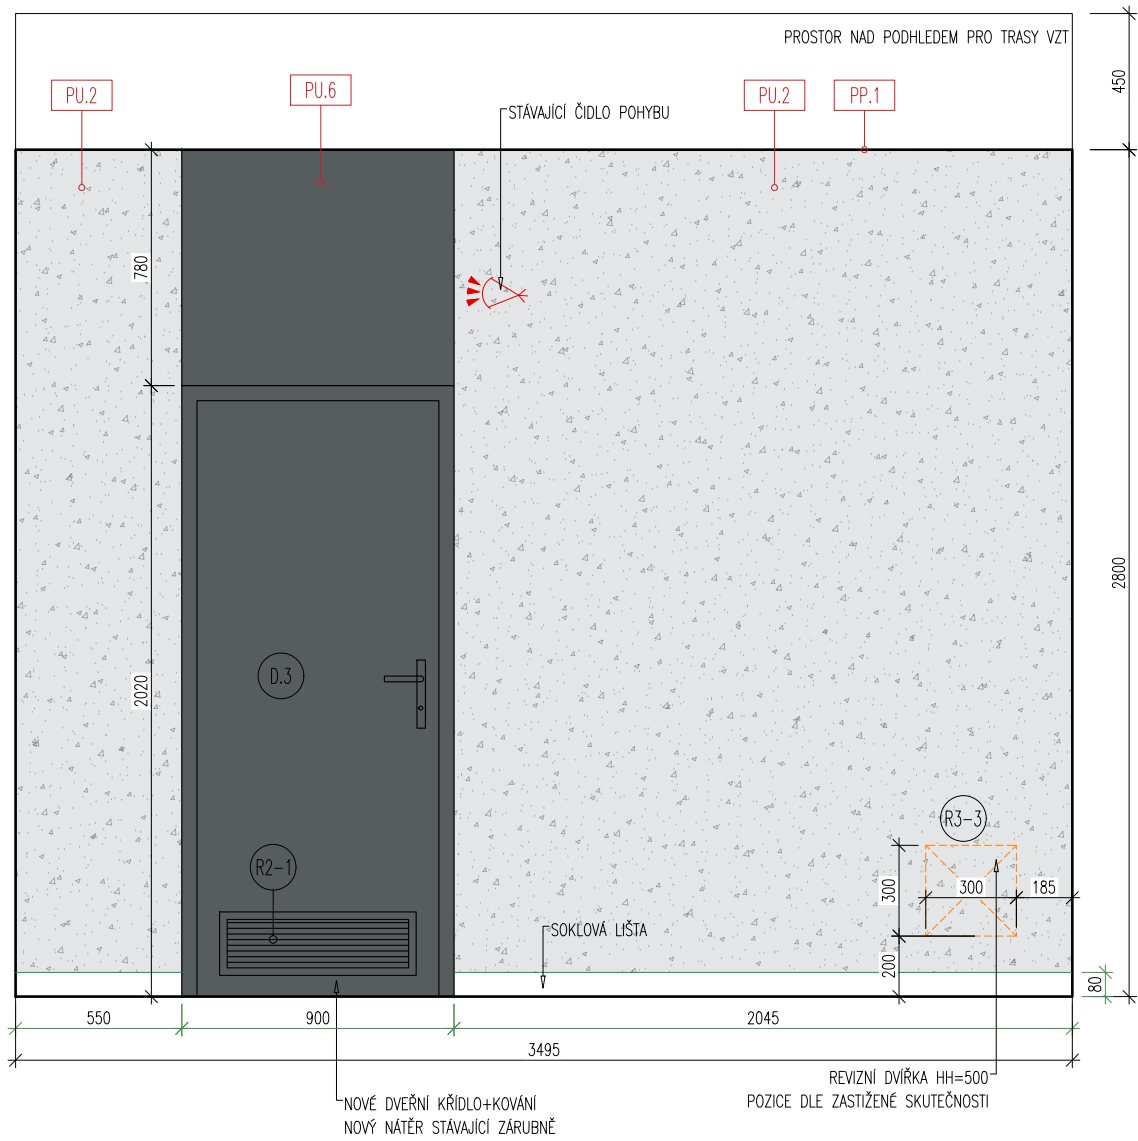 PROSTOR NAD PODHLEDEM PRO TRASY VZT
450
PU.2
PU.6
PU.2
PP.1
STÁVAJÍCÍ ČIDLO POHYBU
780
2800
2020
D.3
R3-3
R2-1
300
300
185
SOKLOVÁ LIŠTA
200
80
550
900
2045
3495
REVIZNÍ DVÍŘKA HH=500
POZICE DLE ZASTIŽENÉ SKUTEČNOSTI
NOVÉ DVEŘNÍ KŘÍDLO+KOVÁNÍ
NOVÝ NÁTĚR STÁVAJÍCÍ ZÁRUBNĚ